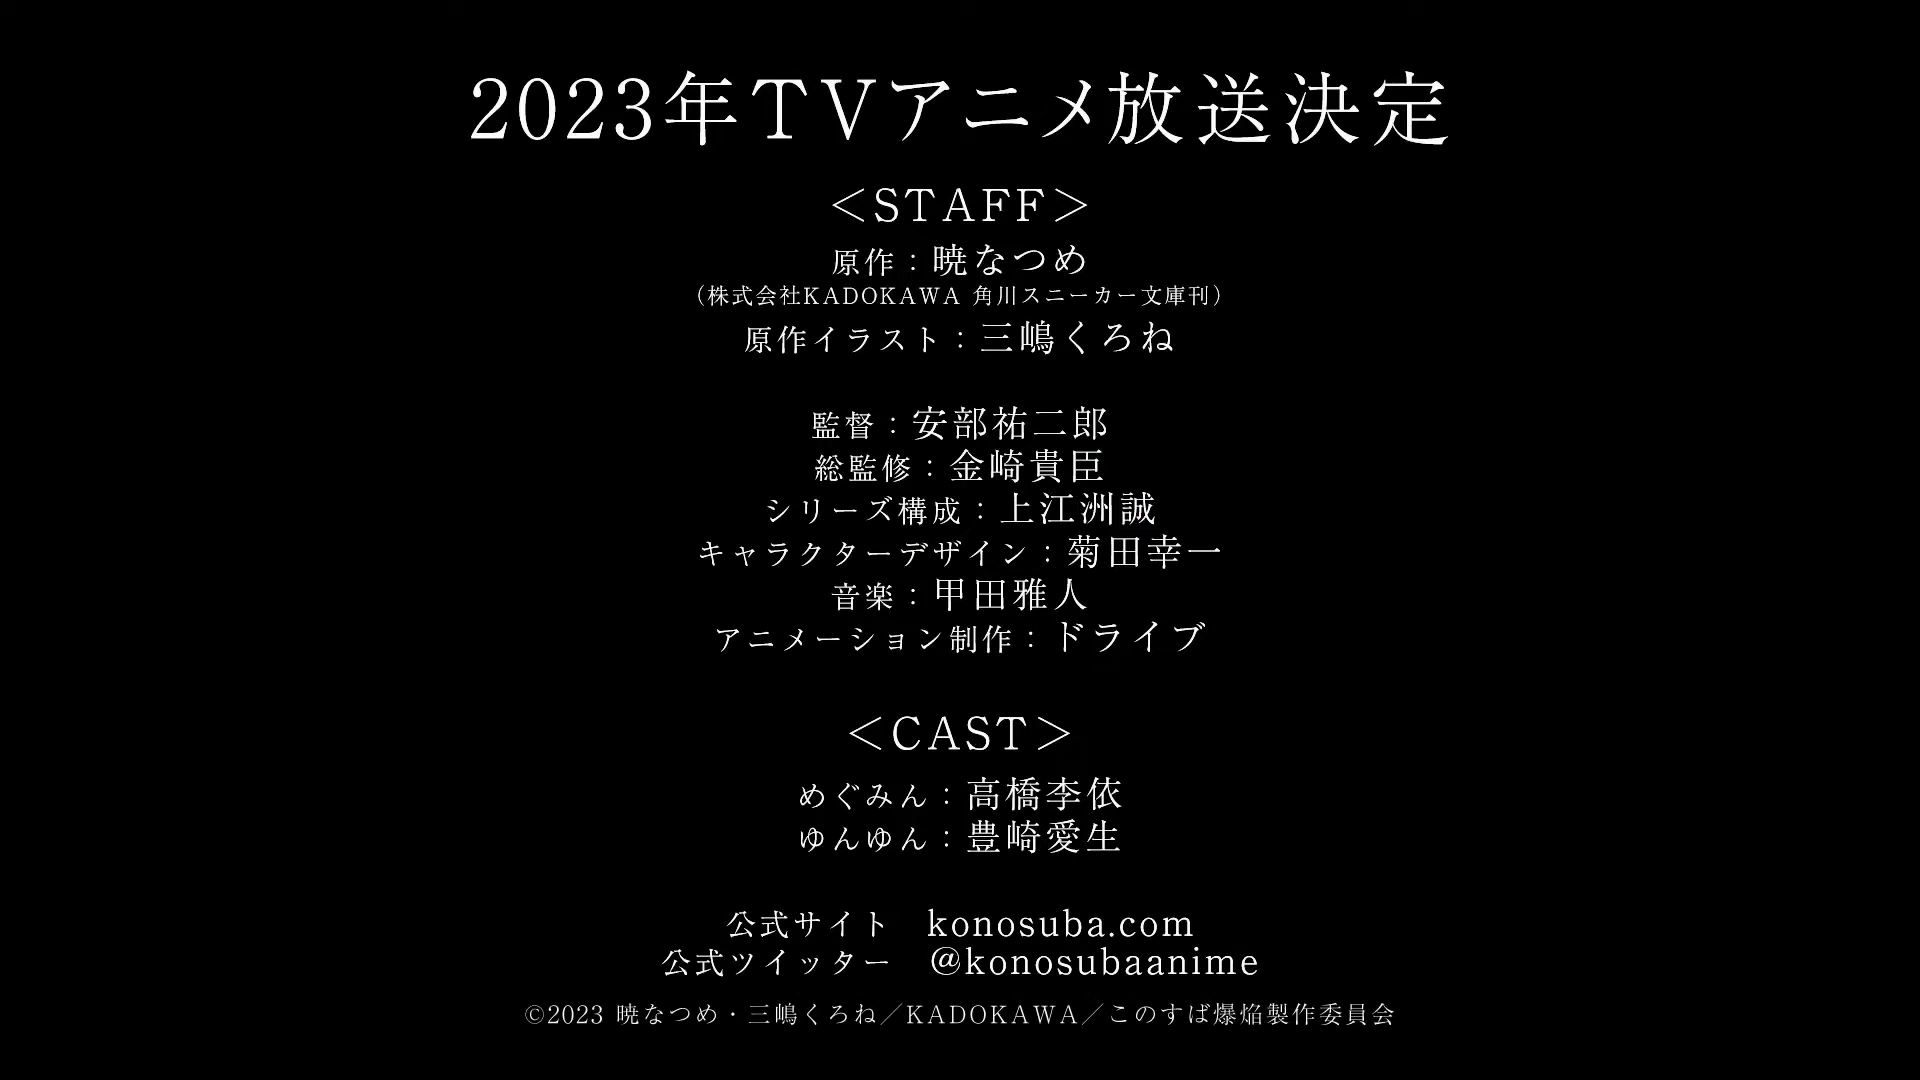 2023年TVアニメ放送決定
＜STAFF＞
原作：暁なつめ
（株式会社KADOKAWA 角川スニーカー文庫刊）
原作イラスト：三嶋くろね
監督：安部祐二郎
総監修：金崎貴臣
シリーズ構成：上江洲誠
キャラクターデザイン：菊田幸一
音楽：甲田雅人
アニメーション制作：ドライブ
＜CAST＞
めぐみん：高橋李依
ゆんゆん：豊崎愛生
公式サイト　konosuba.com
公式ツイッター　@konosubaanime
©2023 暁なつめ・三嶋くろね／KADOKAWA／このすば爆焔製作委員会